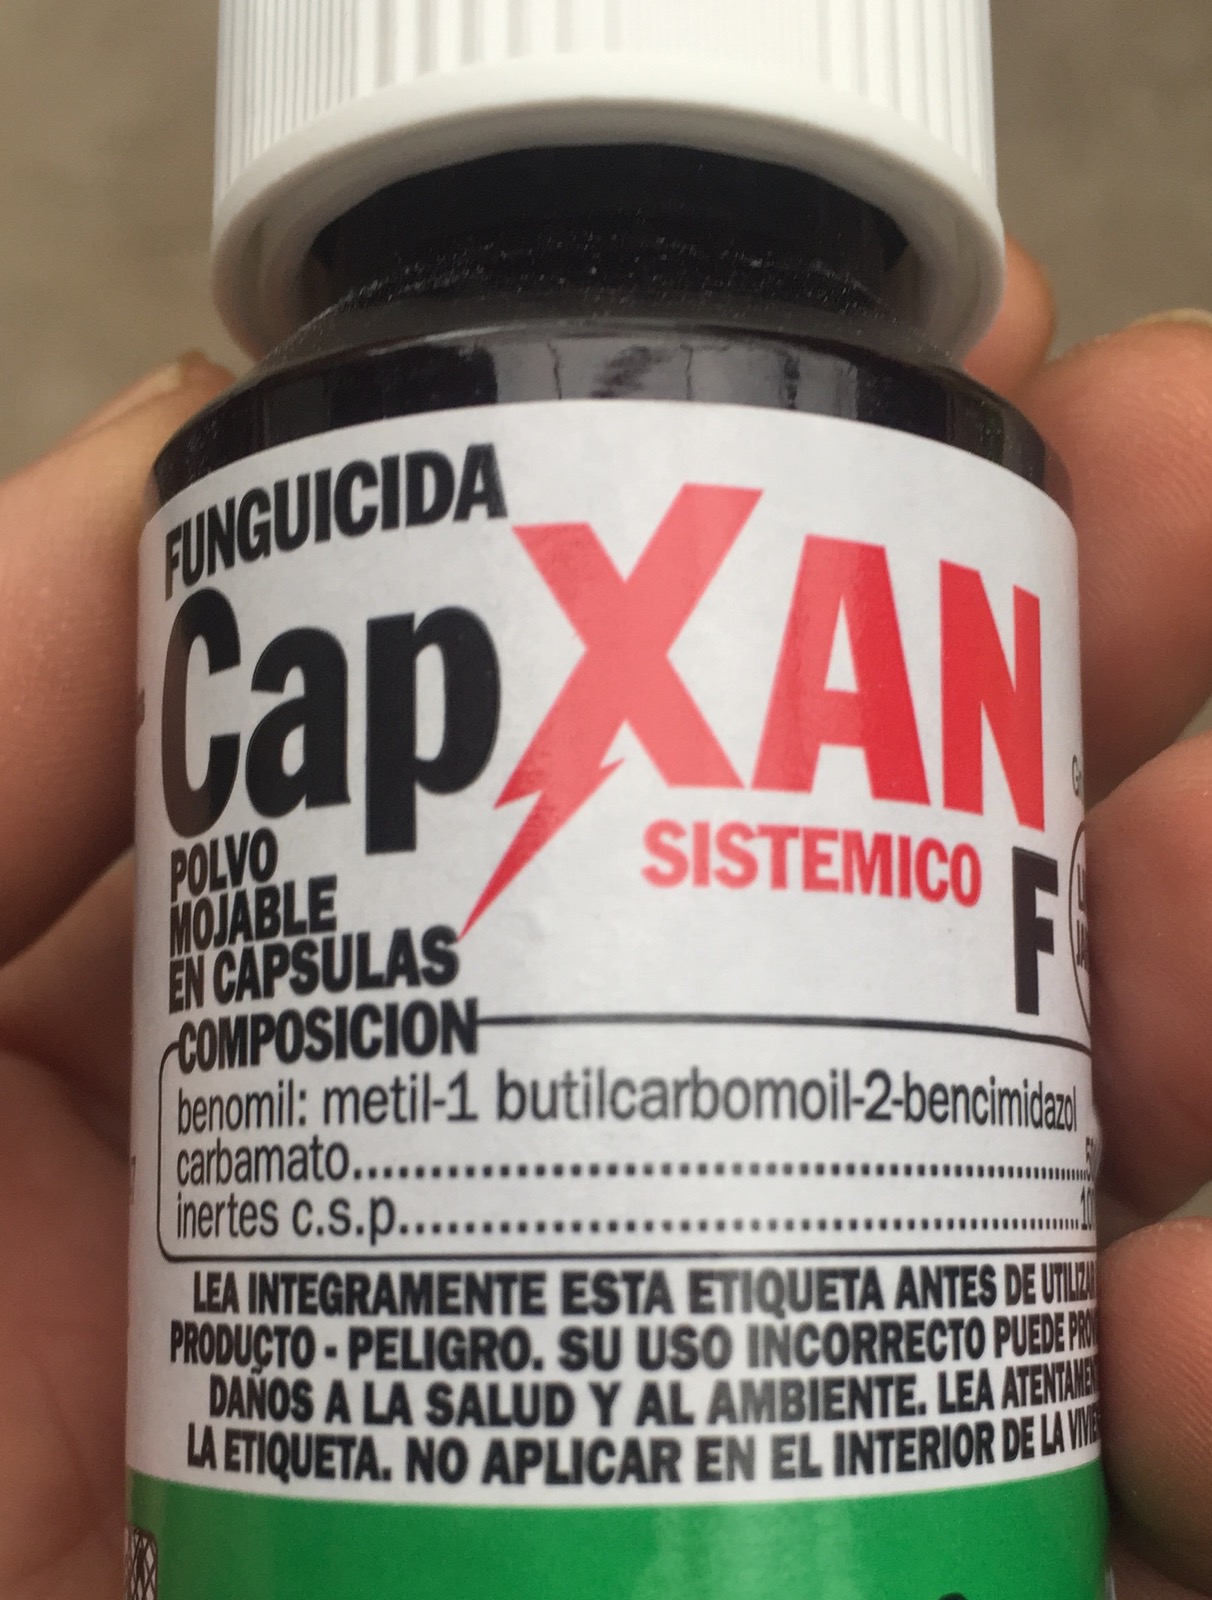 FUNGUICIDA
CapXAN
SISTEMICO F
POLVO
MOJABLE
EN CAPSULAS
COMPOSICION
benomil: metil-1 butilcarbomoil-2-bencimidazol
carbamato
inertes c.s.p
LEA INTEGRAMENTE ESTA ETIQUETA ANTES DE UTILIZAR
PRODUCTO - PELIGRO. SU USO INCORRECTO PUEDE
DAÑOS A LA SALUD Y AL AMBIENTE. LEA
LA ETIQUETA. NO APLICAR EN EL INTERIOR DE LA